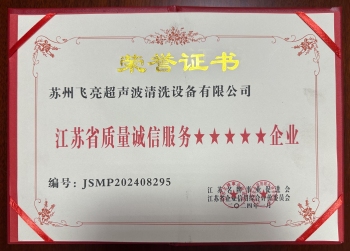 荣誉证书
苏州飞亮超声波清洗设备有限公司
江苏省质量诚信服务★★★★★企业
编号：JSMP202408295